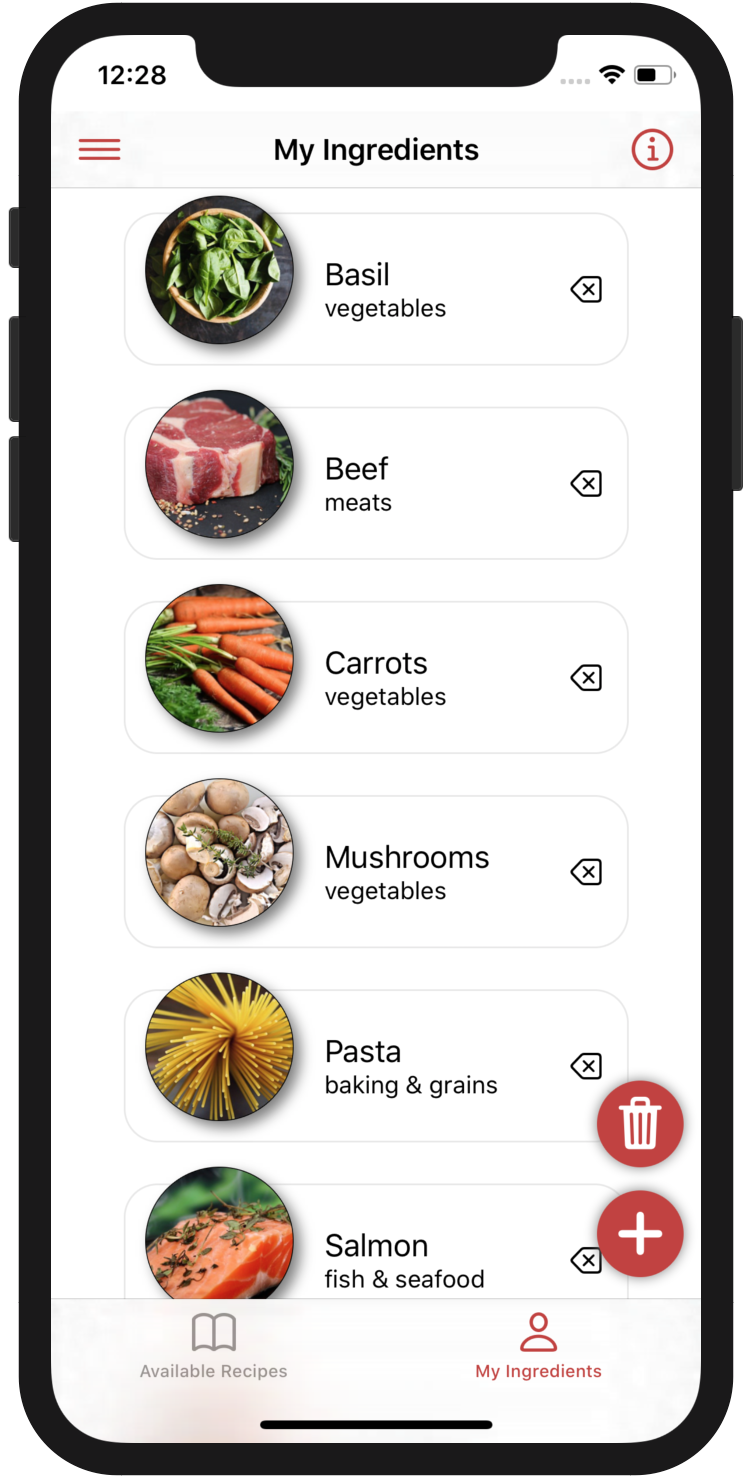 12:28
My Ingredients
Basil
vegetables
Beef
meats
Carrots
vegetables
Mushrooms
vegetables
Pasta
baking & grains
Salmon
fish & seafood
Available Recipes
My Ingredients